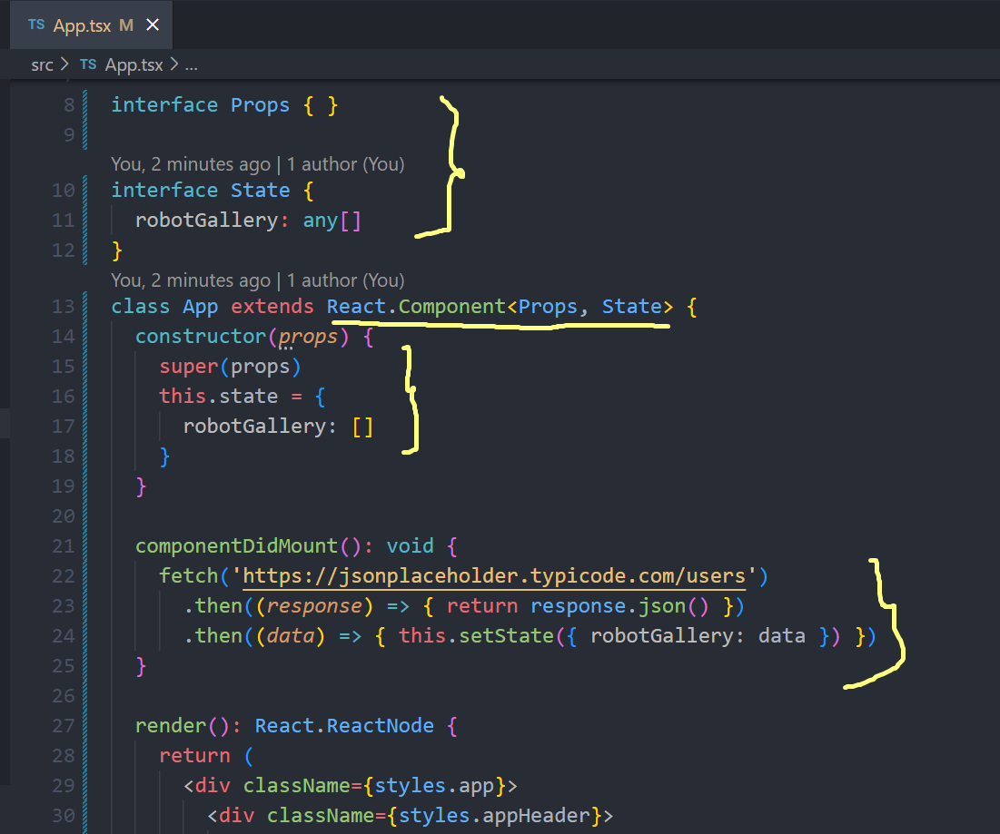 TS App.tsx M ×
src > TS App.tsx > ...
8 interface Props { }
9
You, 2 minutes ago | 1 author (You)
10 interface State {
11   robotGallery: any[]
12 }
You, 2 minutes ago | 1 author (You)
13 class App extends React.Component<Props, State> {
14   constructor(props) {
15     super(props)
16     this.state = {
17       robotGallery: []
18     }
19   }
20
21   componentDidMount(): void {
22     fetch('https://jsonplaceholder.typicode.com/users')
23       .then((response) => { return response.json() })
24       .then((data) => { this.setState({ robotGallery: data }) })
25   }
26
27   render(): React.ReactNode {
28     return (
29       <div className={styles.app}>
30         <div className={styles.appHeader}>